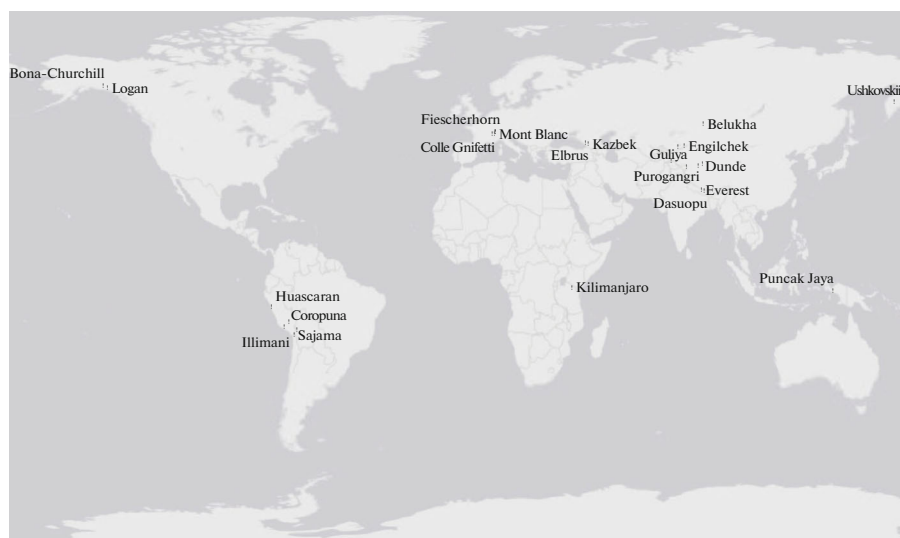 Bona-Churchill
Logan
Ushkovskii
Fiescherhorn
Mont Blanc
Colle Gnifetti
Elbrus
Kazbek
Belukha
Engilchek
Guliya
Dunde
Purogangri
Everest
Dasuopu
Puncak Jaya
Kilimanjaro
Huascaran
Coropuna
Sajama
Illimani